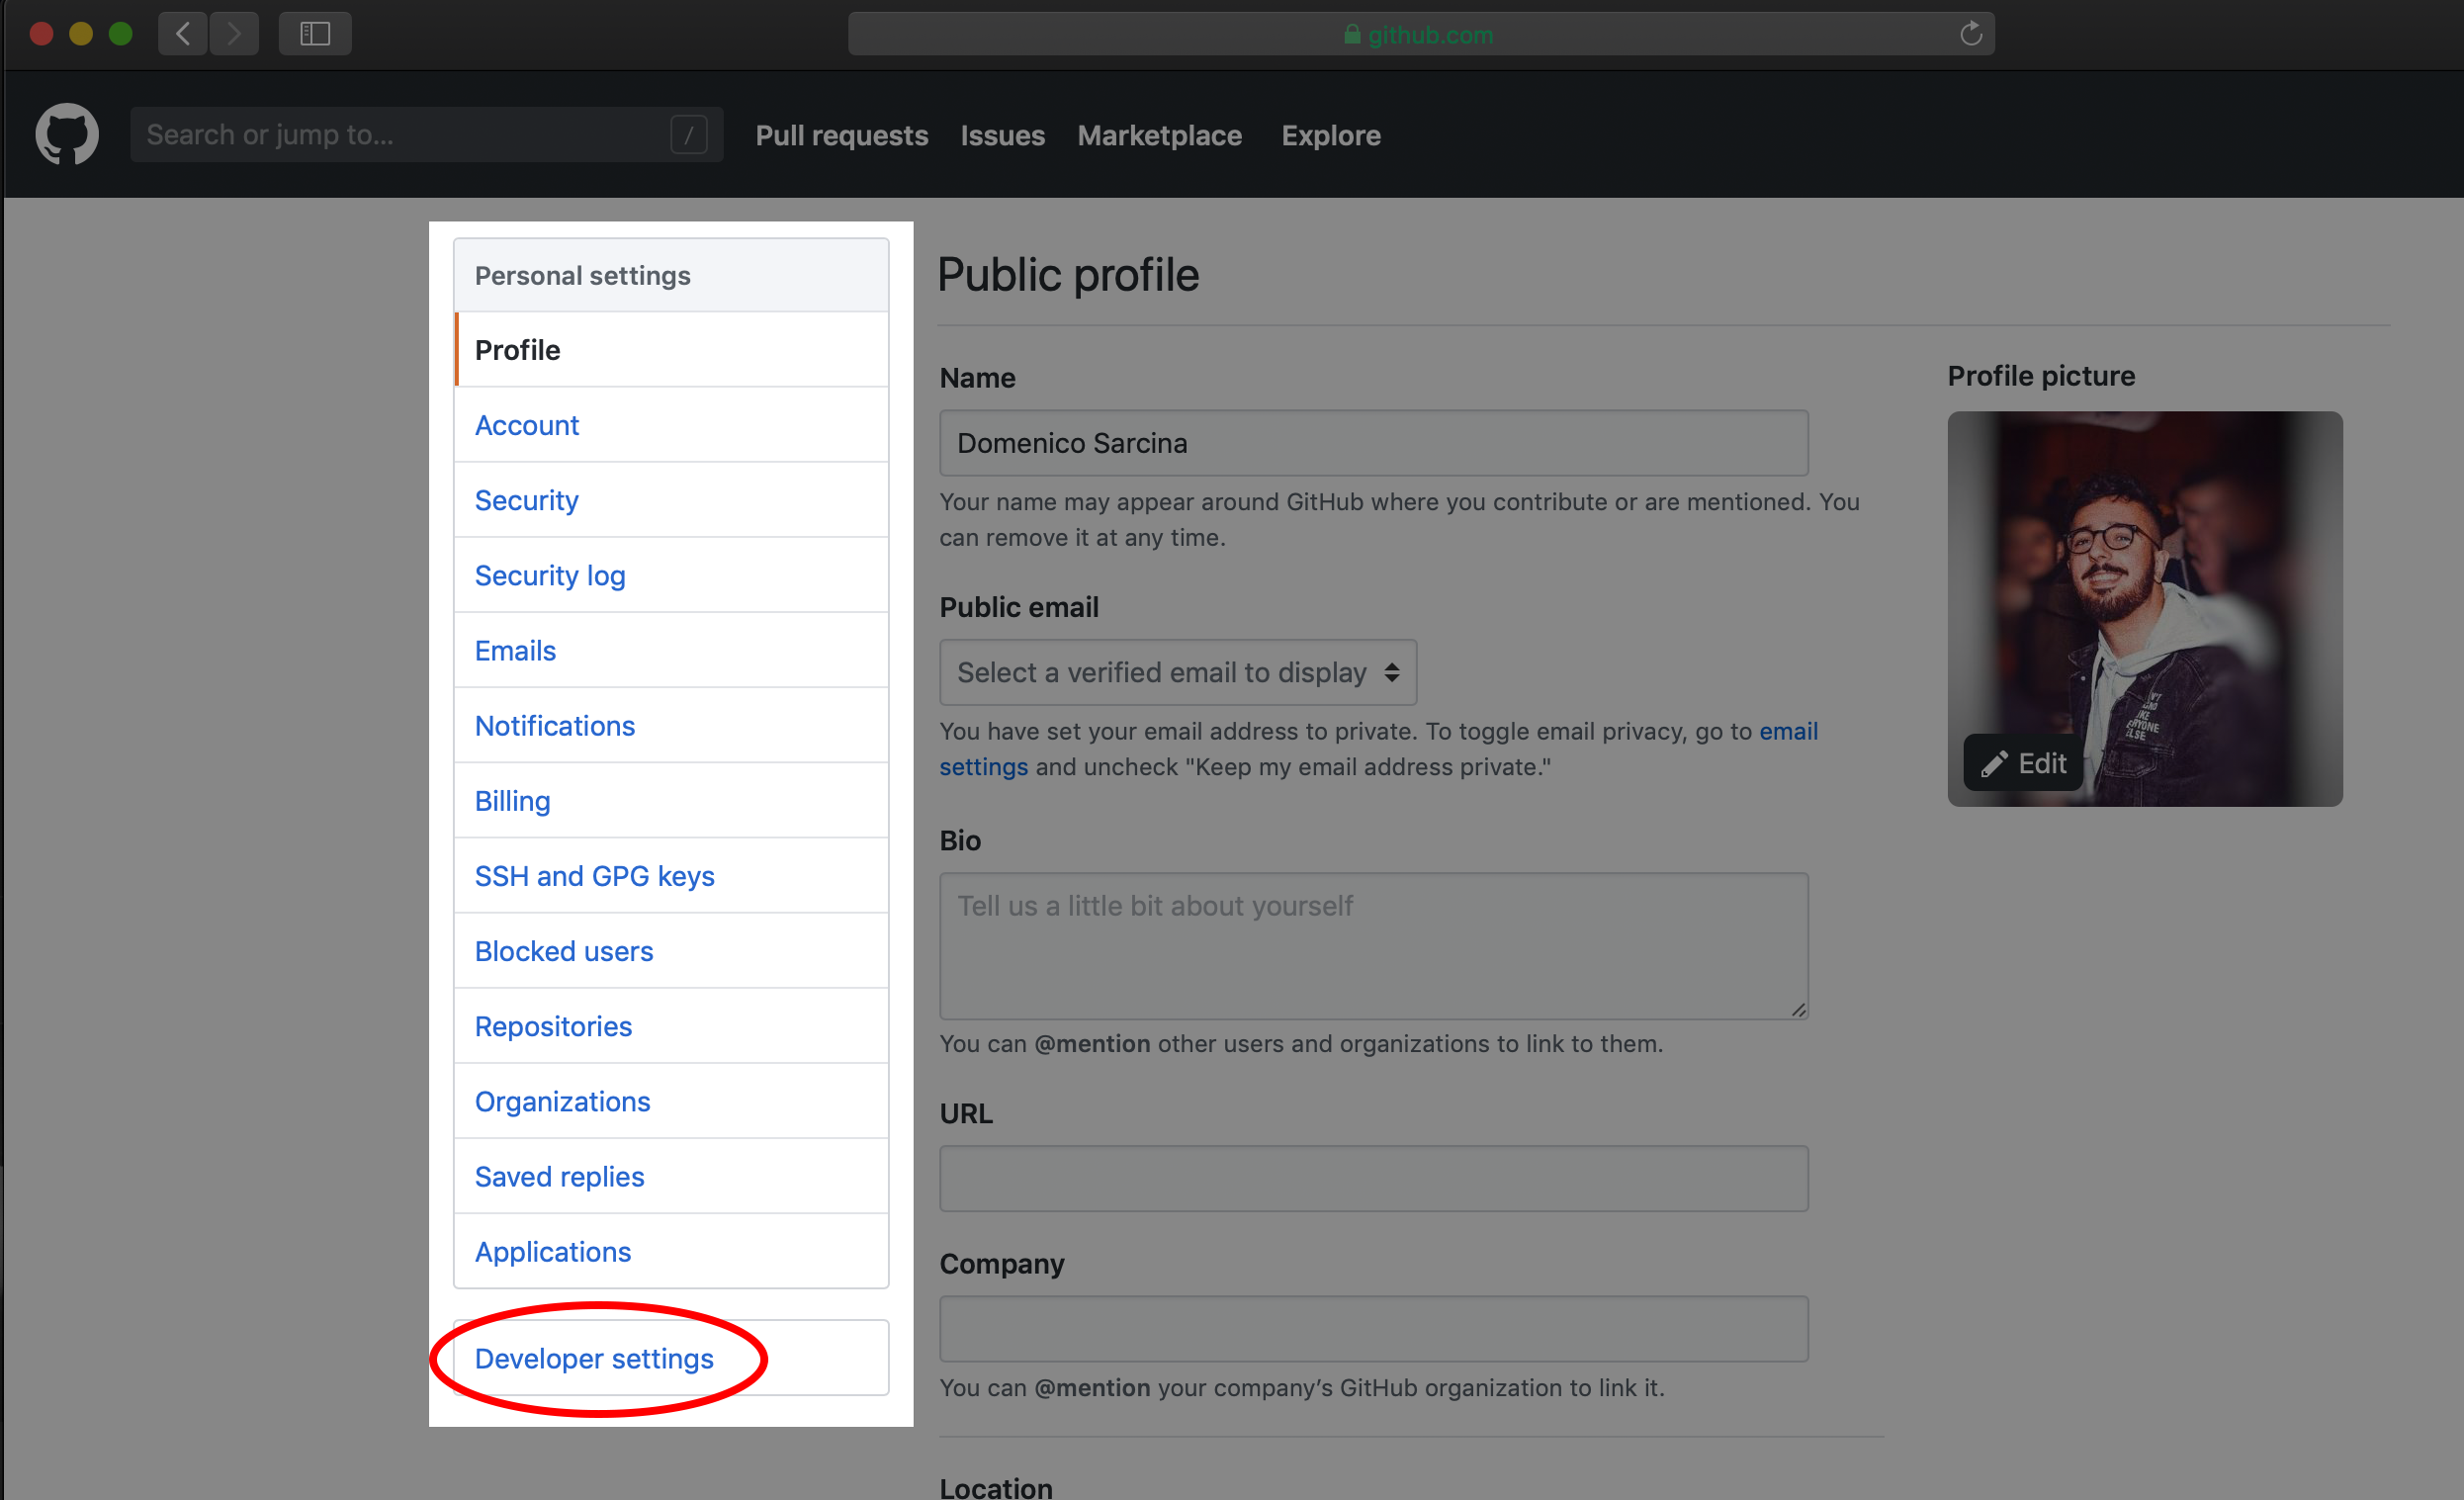 github.com
Search or jump to...
/
Pull requests
Issues
Marketplace
Explore
Personal settings
Profile
Account
Security
Security log
Emails
Notifications
Billing
SSH and GPG keys
Blocked users
Repositories
Organizations
Saved replies
Applications
Developer settings
Public profile
Name
Domenico Sarcina
Your name may appear around GitHub where you contribute or are mentioned. You
can remove it at any time.
Public email
Select a verified email to display
You have set your email address to private. To toggle email privacy, go to email
settings and uncheck "Keep my email address private."
Bio
Tell us a little bit about yourself
You can @mention other users and organizations to link to them.
URL
Company
You can @mention your company’s GitHub organization to link it.
Location
Profile picture
Edit